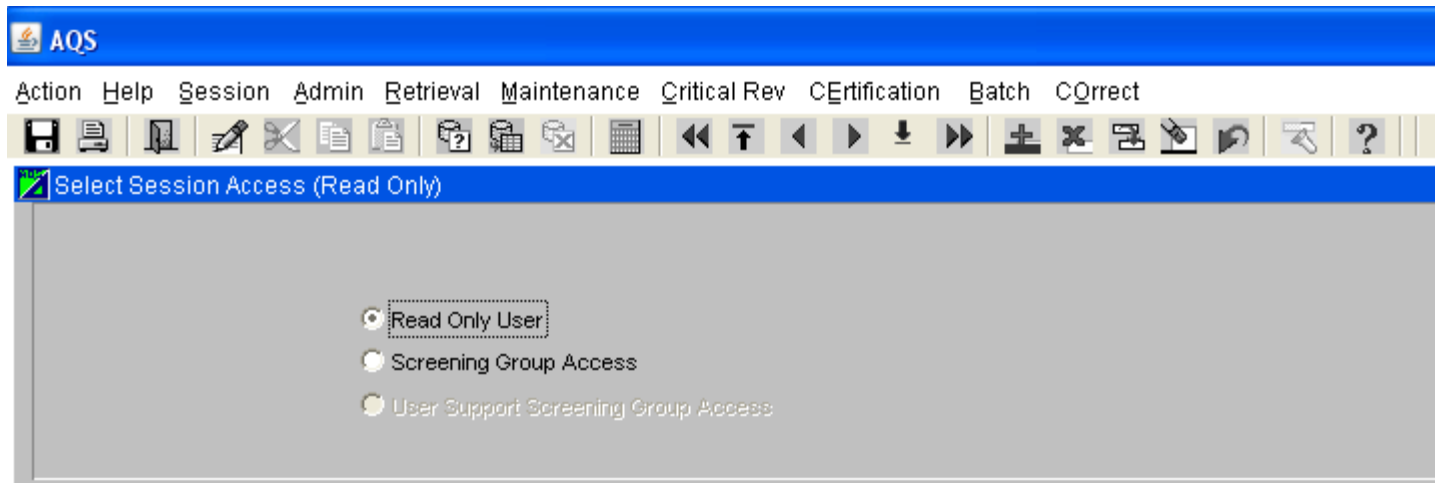 AQS
Action Help Session Admin Retrieval Maintenance Critical Rev CErtification Batch COrrect
Select Session Access (Read Only)
Read Only User
Screening Group Access
User Support Screening Group Access